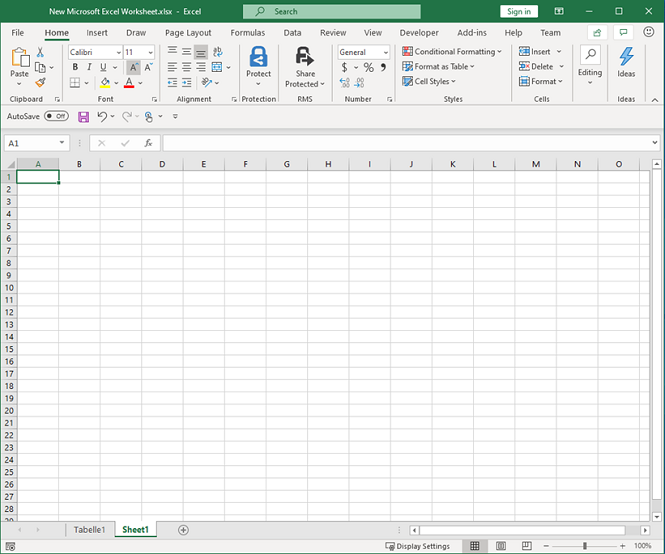 New Microsoft Excel Worksheet.xlsx - Excel
Search
Sign in
File Home Insert Draw Page Layout Formulas Data Review View Developer Add-ins Help Team
Paste
Calibri 11
B I U
A A
ab
Protect
Share Protected
General
$ % ,
Conditional Formatting
Format as Table
Cell Styles
Insert
Delete
Format
Editing
Ideas
Clipboard Font Alignment Protection RMS Number Styles Cells Ideas
AutoSave Off
A1 fx
A B C D E F G H I J K L M N O
1
2
3
4
5
6
7
8
9
10
11
12
13
14
15
16
17
18
19
20
21
22
23
24
25
26
27
28
29
Tabelle1 Sheet1
Display Settings 100%